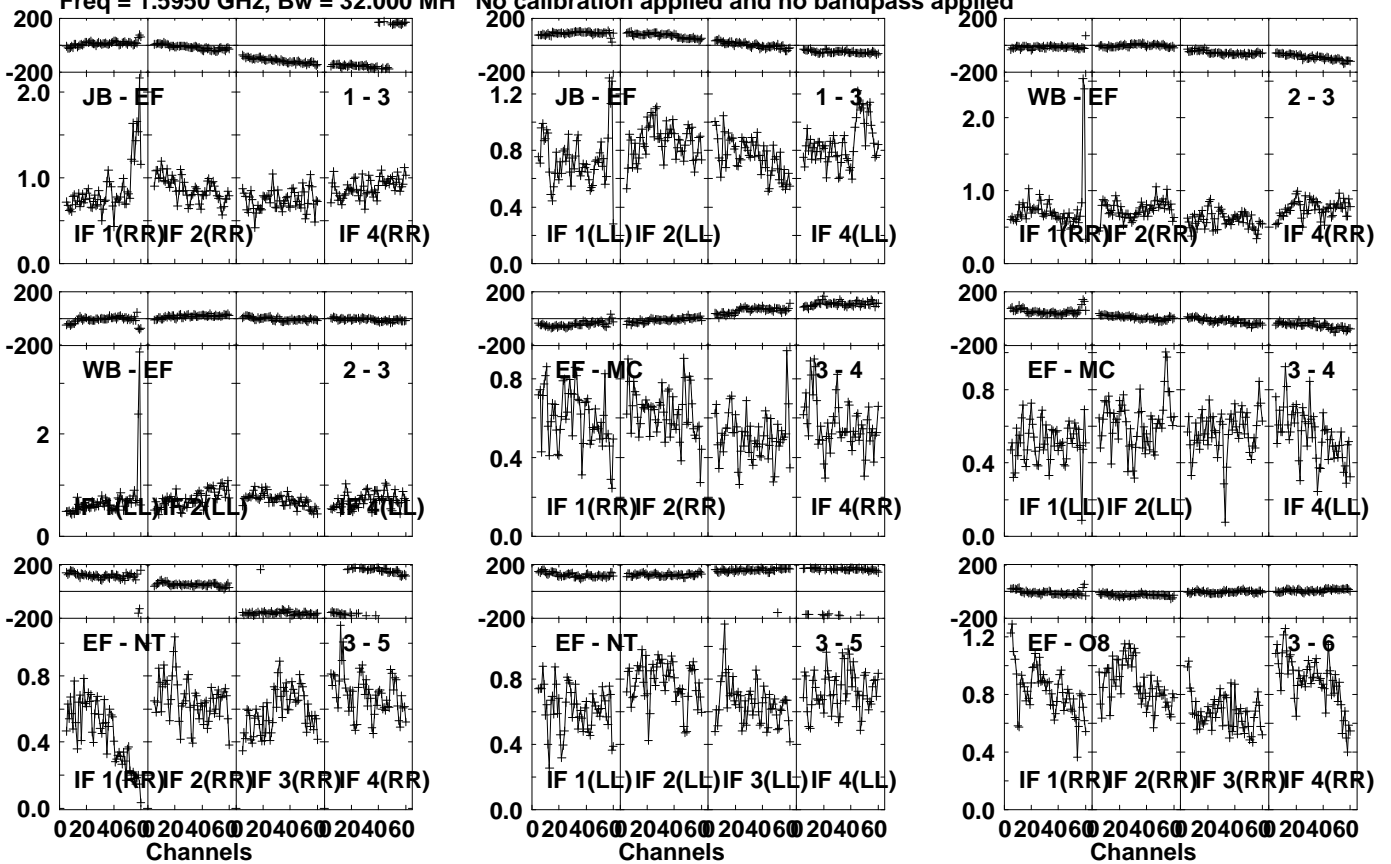 Freq = 1.5950 GHz, Bw = 32.000 MH No calibration applied and no bandpass applied
200 200 200
-200 -200 -200
JB - EF 1 - 3 JB - EF 1 - 3 WB - EF 2 - 3
2.0 1.2 2.0
1.0 0.8 1.0
0.4
IF 1(RR) IF 2(RR) IF 4(RR) IF 1(LL) IF 2(LL) IF 4(LL) IF 1(RR) IF 2(RR) IF 4(RR)
0.0 0.0 0.0
200 200 200
-200 -200 -200
WB - EF 2 - 3 EF - MC 3 - 4 EF - MC 3 - 4
0.8 0.8
2 0.4 0.4
IF 1(LL) IF 2(LL) IF 4(LL) IF 1(RR) IF 2(RR) IF 4(RR) IF 1(LL) IF 2(LL) IF 4(LL)
0 0.0 0.0
200 200 200
-200 -200 -200
EF - NT 3 - 5 EF - NT 3 - 5 EF - O8 3 - 6
0.8 0.8 1.2
0.4 0.4 0.8
0.4
IF 1(RR) IF 2(RR) IF 3(RR) IF 4(RR) IF 1(LL) IF 2(LL) IF 3(LL) IF 4(LL) IF 1(RR) IF 2(RR) IF 3(RR) IF 4(RR)
0.0 0.0 0.0
0 20 40 60 0 20 40 60 0 20 40 60 0 20 40 60 0 20 40 60 0 20 40 60 0 20 40 60 0 20 40 60 0 20 40 60 0 20 40 60 0 20 40 60 0 20 40 60
Channels Channels Channels